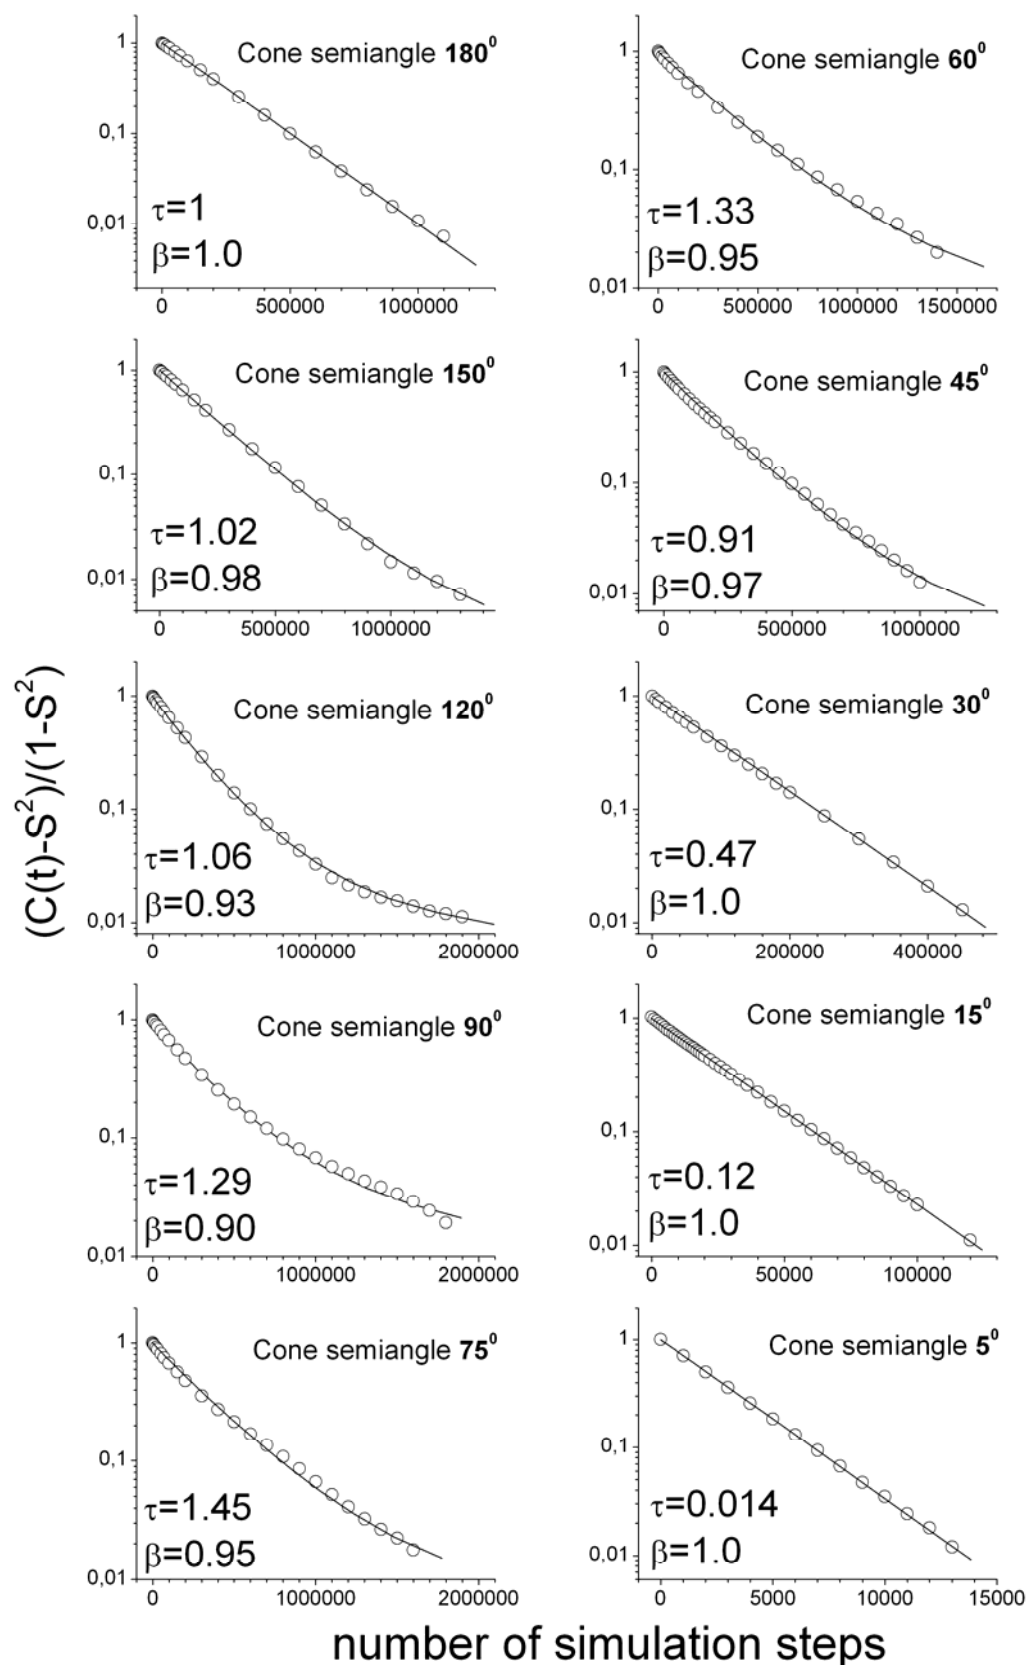 Cone semiangle 180⁰
1
0,1
0,01
τ=1
β=1.0
0 500000 1000000
Cone semiangle 150⁰
1
0,1
0,01
τ=1.02
β=0.98
0 500000 1000000
Cone semiangle 120⁰
1
0,1
0,01
τ=1.06
β=0.93
0 1000000 2000000
Cone semiangle 90⁰
1
0,1
0,01
τ=1.29
β=0.90
0 1000000 2000000
Cone semiangle 75⁰
1
0,1
0,01
τ=1.45
β=0.95
0 1000000 2000000
Cone semiangle 60⁰
1
0,1
0,01
τ=1.33
β=0.95
0 500000 1000000 1500000
Cone semiangle 45⁰
1
0,1
0,01
τ=0.91
β=0.97
0 500000 1000000
Cone semiangle 30⁰
1
0,1
0,01
τ=0.47
β=1.0
0 200000 400000
Cone semiangle 15⁰
1
0,1
0,01
τ=0.12
β=1.0
0 50000 100000
Cone semiangle 5⁰
1
0,1
0,01
τ=0.014
β=1.0
0 5000 10000 15000
(C(t)-S²)/(1-S²)
number of simulation steps